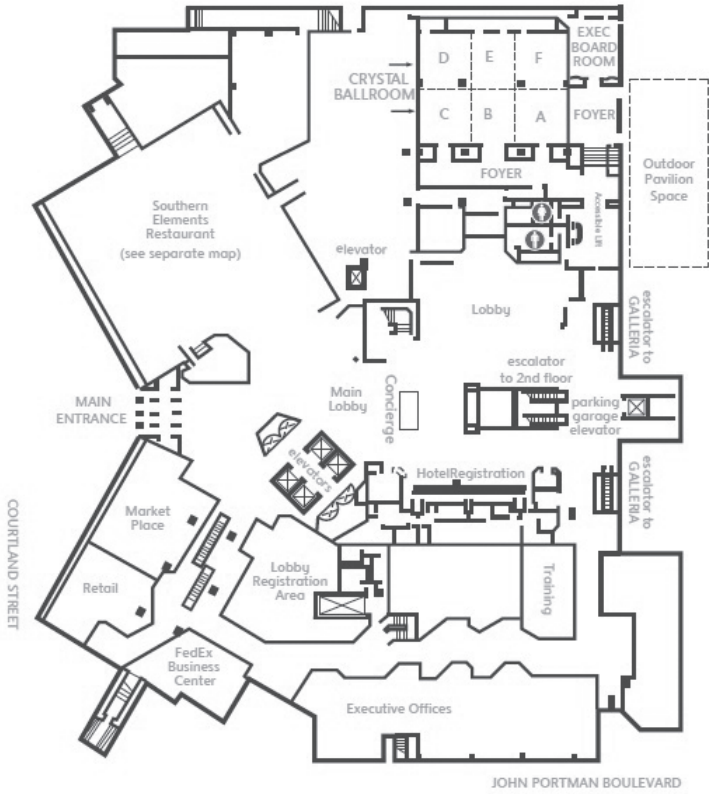 EXEC
BOARD
ROOM
D
E
F
CRYSTAL
BALLROOM
C
B
A
FOYER
FOYER
Outdoor
Pavilion
Space
Accessible Lift
Southern
Elements
Restaurant
(see separate map)
elevator
Lobby
escalator to
GALLERIA
escalator
to 2nd floor
MAIN
ENTRANCE
Main
Lobby
Concierge
parking
garage
elevator
elevators
HotelRegistration
escalator to
GALLERIA
COURTLAND STREET
Market
Place
Retail
Lobby
Registration
Area
Training
FedEx
Business
Center
Executive Offices
JOHN PORTMAN BOULEVARD